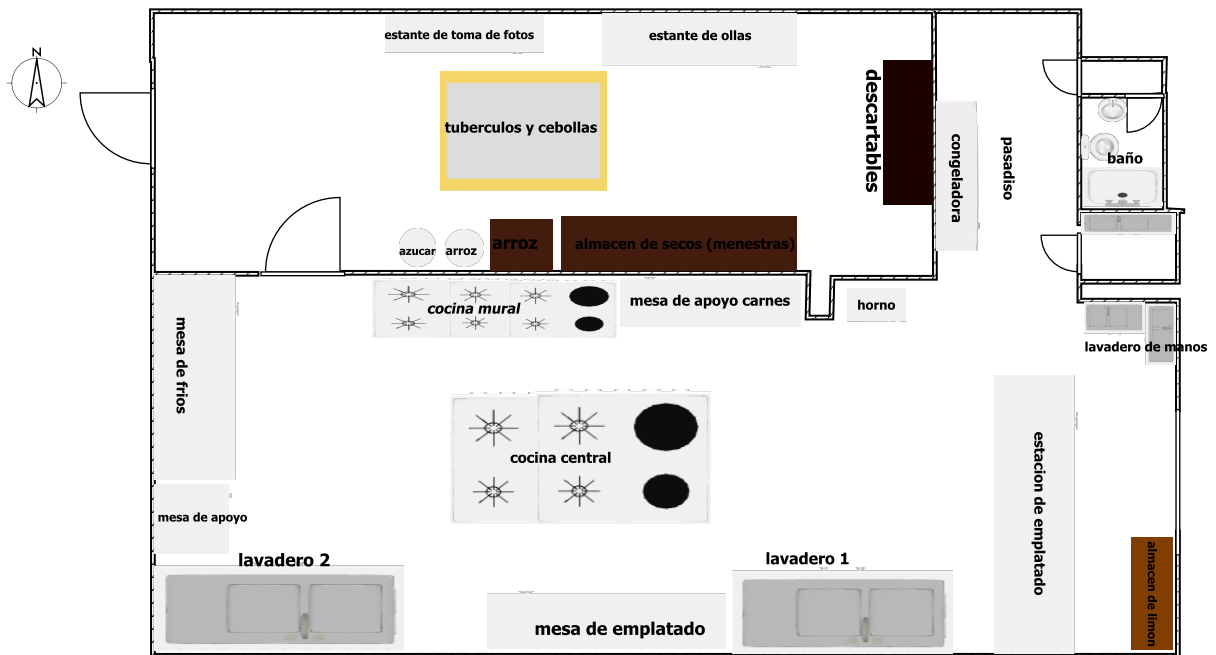 N
estante de toma de fotos
estante de ollas
tuberculos y cebollas
descartables
congeladora
pasadiso
baño
azucar
arroz
arroz
almacen de secos (menestras)
cocina mural
mesa de apoyo carnes
horno
lavadero de manos
mesa de frios
cocina central
estacion de emplatado
mesa de apoyo
lavadero 2
lavadero 1
almacen de limon
mesa de emplatado